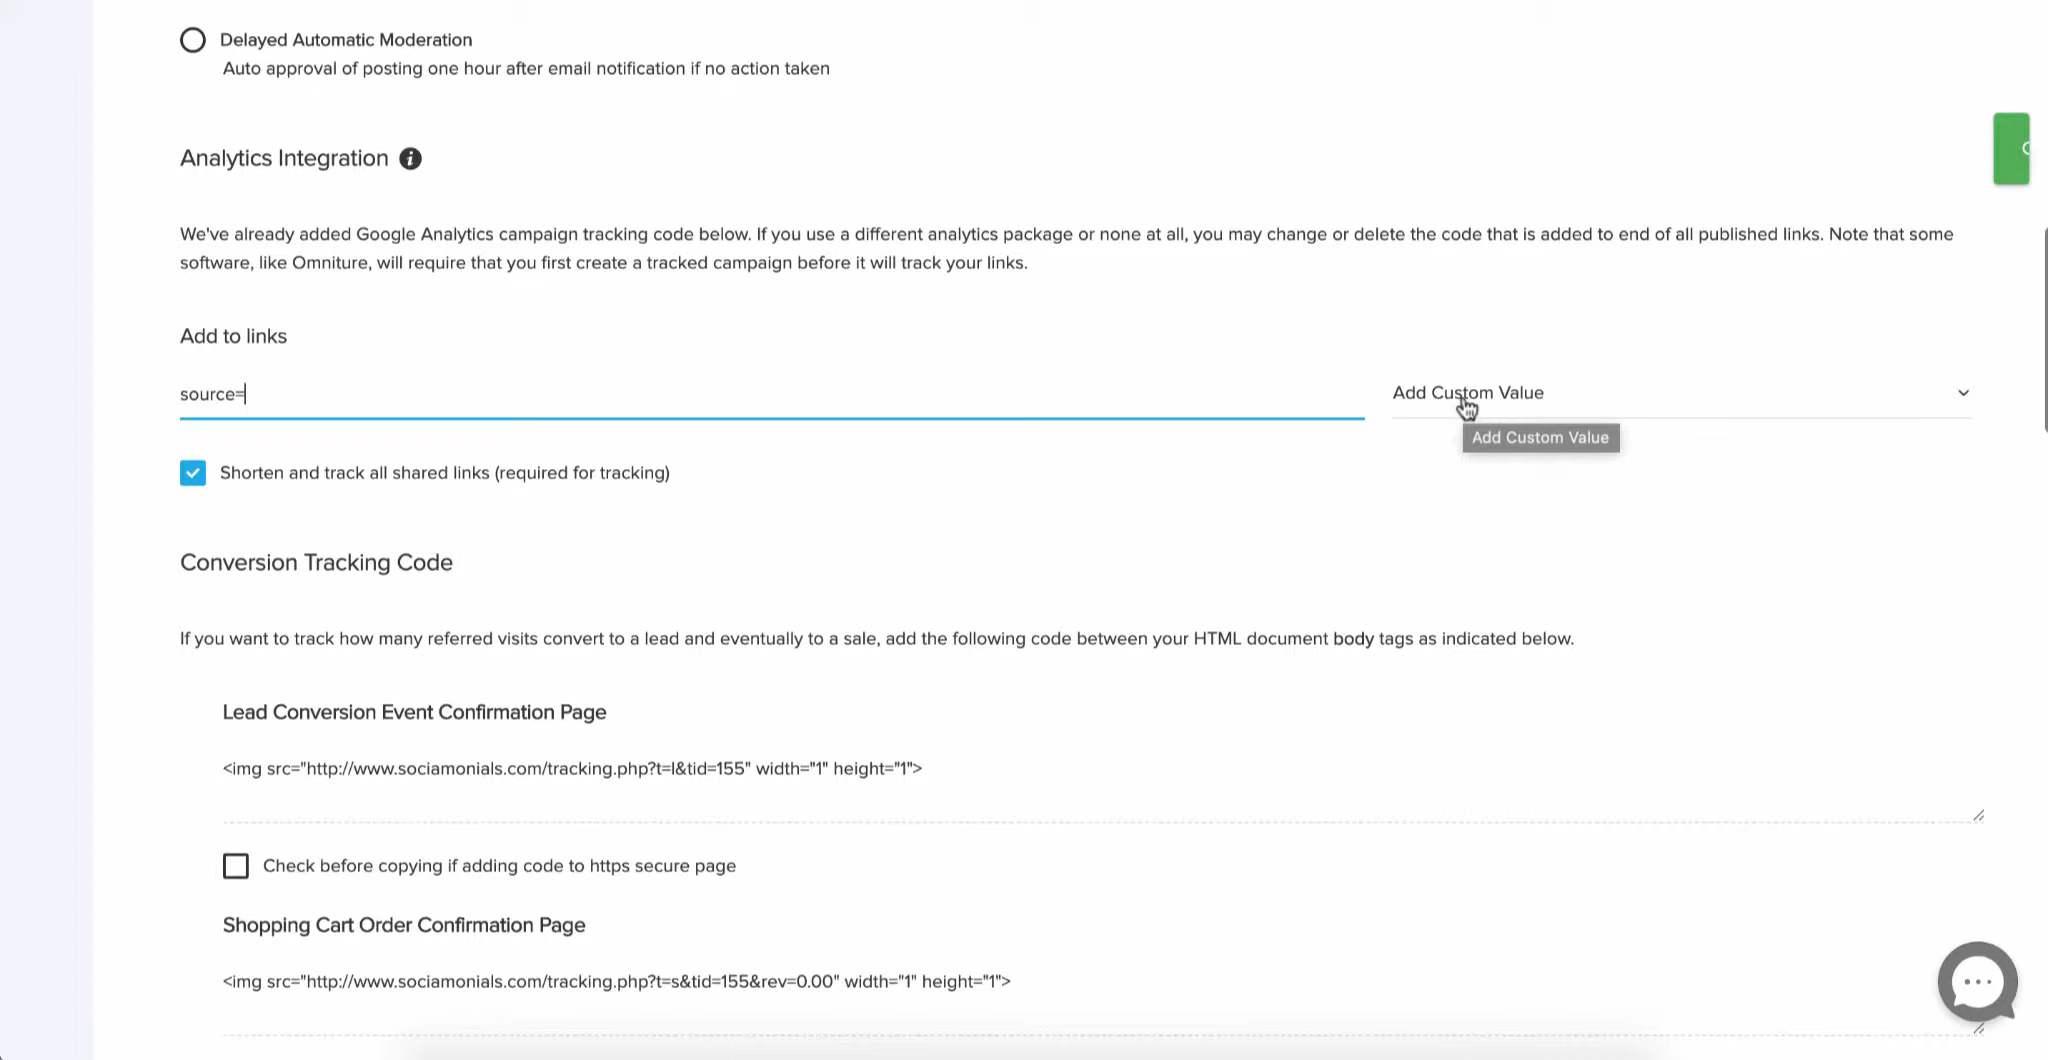 Delayed Automatic Moderation
Auto approval of posting one hour after email notification if no action taken
Analytics Integration
We've already added Google Analytics campaign tracking code below. If you use a different analytics package or none at all, you may change or delete the code that is added to end of all published links. Note that some
software, like Omniture, will require that you first create a tracked campaign before it will track your links.
Add to links
source=
Add Custom Value
Add Custom Value
Shorten and track all shared links (required for tracking)
Conversion Tracking Code
If you want to track how many referred visits convert to a lead and eventually to a sale, add the following code between your HTML document body tags as indicated below.
Lead Conversion Event Confirmation Page
<img src="http://www.sociamonials.com/tracking.php?t=l&tid=155" width="1" height="1">
Check before copying if adding code to https secure page
Shopping Cart Order Confirmation Page
<img src="http://www.sociamonials.com/tracking.php?t=s&tid=155&rev=0.00" width="1" height="1">